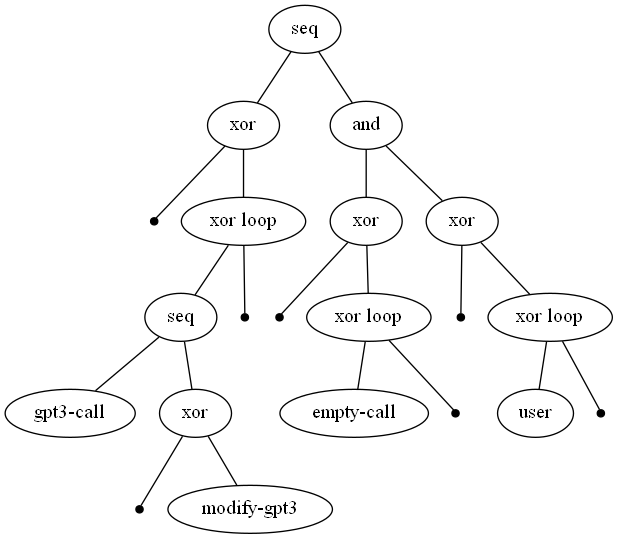 seq
xor
and
xor loop
xor
xor
seq
xor loop
xor loop
gpt3-call
xor
empty-call
user
modify-gpt3